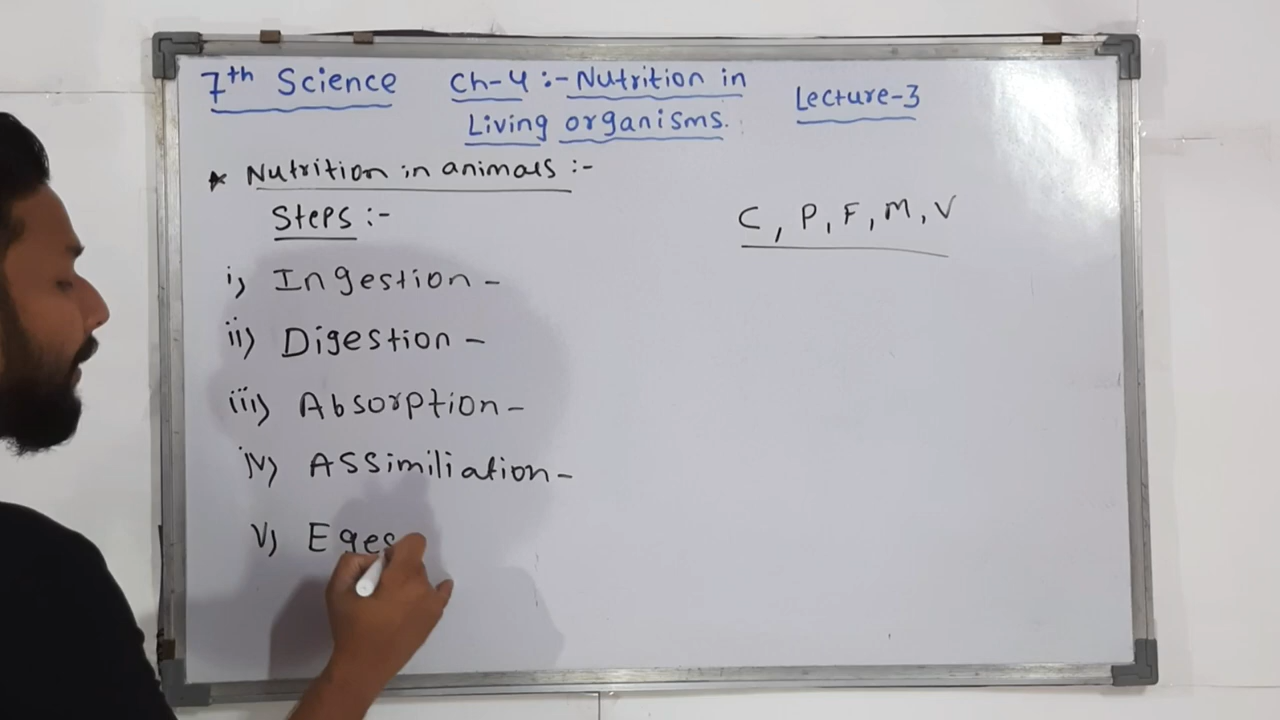 7th Science Ch-4 :- Nutrition in
Living organisms.
Lecture-3
* Nutrition in animals :-
Steps :-
C, P, F, M, V
i) Ingestion -
ii) Digestion -
iii) Absorption -
iv) Assimiliation -
v) Eges